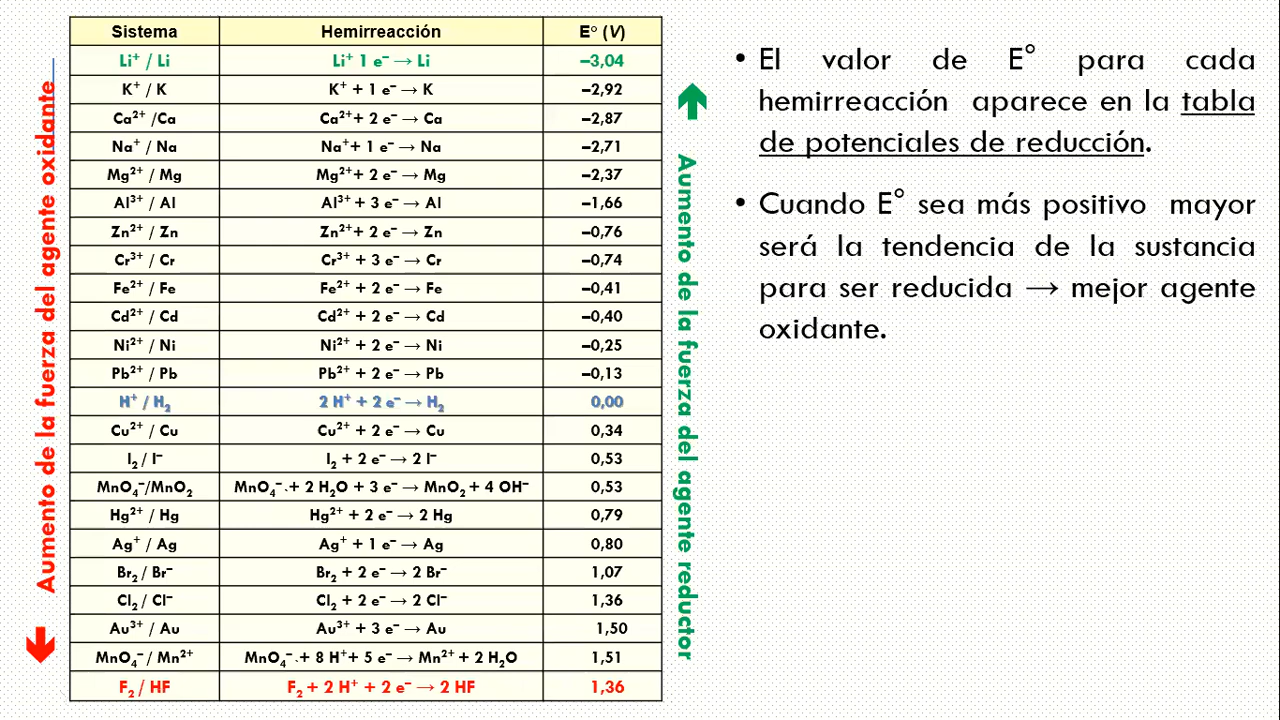 Sistema Hemirreacción E° (V)
Li⁺ / Li Li⁺ 1 e⁻ → Li –3,04
K⁺ / K K⁺ + 1 e⁻ → K –2,92
Ca²⁺ /Ca Ca²⁺+ 2 e⁻ → Ca –2,87
Na⁺ / Na Na⁺+ 1 e⁻ → Na –2,71
Mg²⁺ / Mg Mg²⁺+ 2 e⁻ → Mg –2,37
Al³⁺ / Al Al³⁺ + 3 e⁻ → Al –1,66
Zn²⁺ / Zn Zn²⁺+ 2 e⁻ → Zn –0,76
Cr³⁺ / Cr Cr³⁺ + 3 e⁻ → Cr –0,74
Fe²⁺ / Fe Fe²⁺ + 2 e⁻ → Fe –0,41
Cd²⁺ / Cd Cd²⁺ + 2 e⁻ → Cd –0,40
Ni²⁺ / Ni Ni²⁺ + 2 e⁻ → Ni –0,25
Pb²⁺ / Pb Pb²⁺ + 2 e⁻ → Pb –0,13
H⁺ / H₂ 2 H⁺ + 2 e⁻ → H₂ 0,00
Cu²⁺ / Cu Cu²⁺ + 2 e⁻ → Cu 0,34
I₂ / I⁻ I₂ + 2 e⁻ → 2 I⁻ 0,53
MnO₄⁻/MnO₂ MnO₄⁻ + 2 H₂O + 3 e⁻ → MnO₂ + 4 OH⁻ 0,53
Hg²⁺ / Hg Hg²⁺ + 2 e⁻ → 2 Hg 0,79
Ag⁺ / Ag Ag⁺ + 1 e⁻ → Ag 0,80
Br₂ / Br⁻ Br₂ + 2 e⁻ → 2 Br⁻ 1,07
Cl₂ / Cl⁻ Cl₂ + 2 e⁻ → 2 Cl⁻ 1,36
Au³⁺ / Au Au³⁺ + 3 e⁻ → Au 1,50
MnO₄⁻ / Mn²⁺ MnO₄⁻ + 8 H⁺+ 5 e⁻ → Mn²⁺ + 2 H₂O 1,51
F₂ / HF F₂ + 2 H⁺ + 2 e⁻ → 2 HF 1,36
Aumento de la fuerza del agente oxidante
Aumento de la fuerza del agente reductor
• El valor de E° para cada
hemirreacción aparece en la tabla
de potenciales de reducción.
• Cuando E° sea más positivo mayor
será la tendencia de la sustancia
para ser reducida → mejor agente
oxidante.